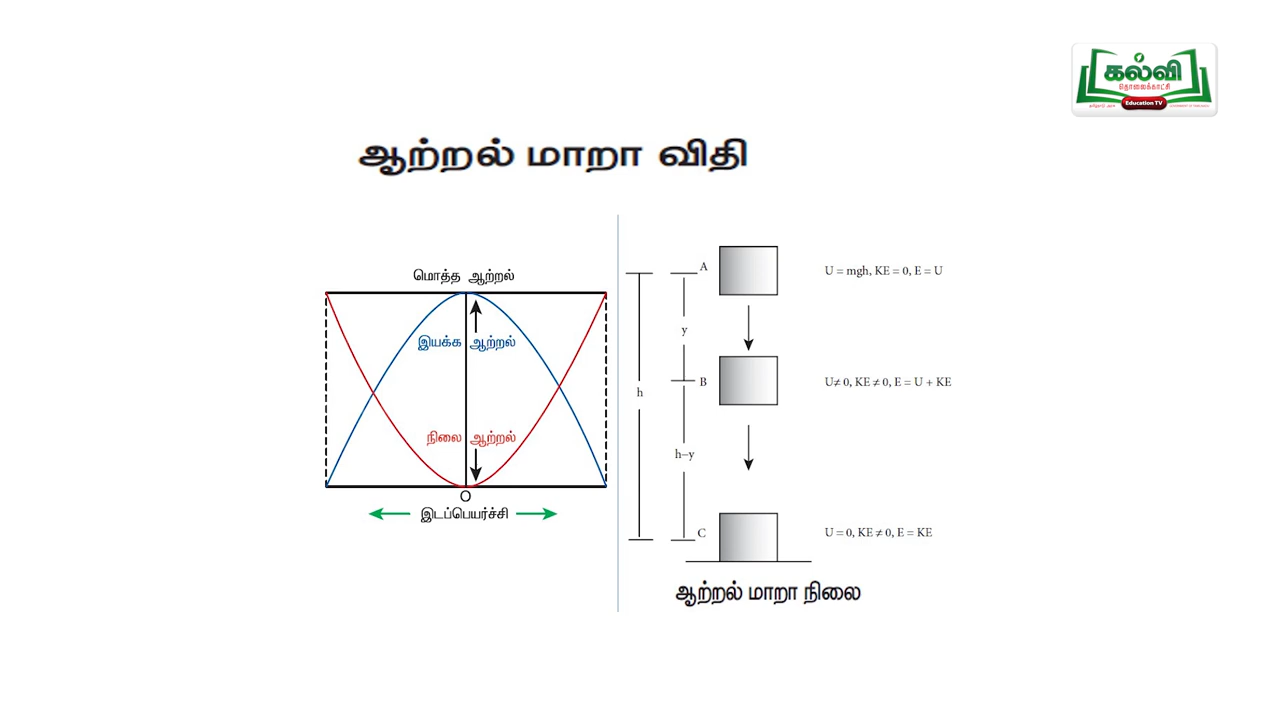 கல்வி
தொலைக்காட்சி
Education TV
ஆற்றல் மாறா விதி
மொத்த ஆற்றல்
இயக்க ஆற்றல்
நிலை ஆற்றல்
O
இடப்பெயர்ச்சி
h
y
h–y
A
U = mgh, KE = 0, E = U
B
U≠ 0, KE ≠ 0, E = U + KE
C
U = 0, KE ≠ 0, E = KE
ஆற்றல் மாறா நிலை